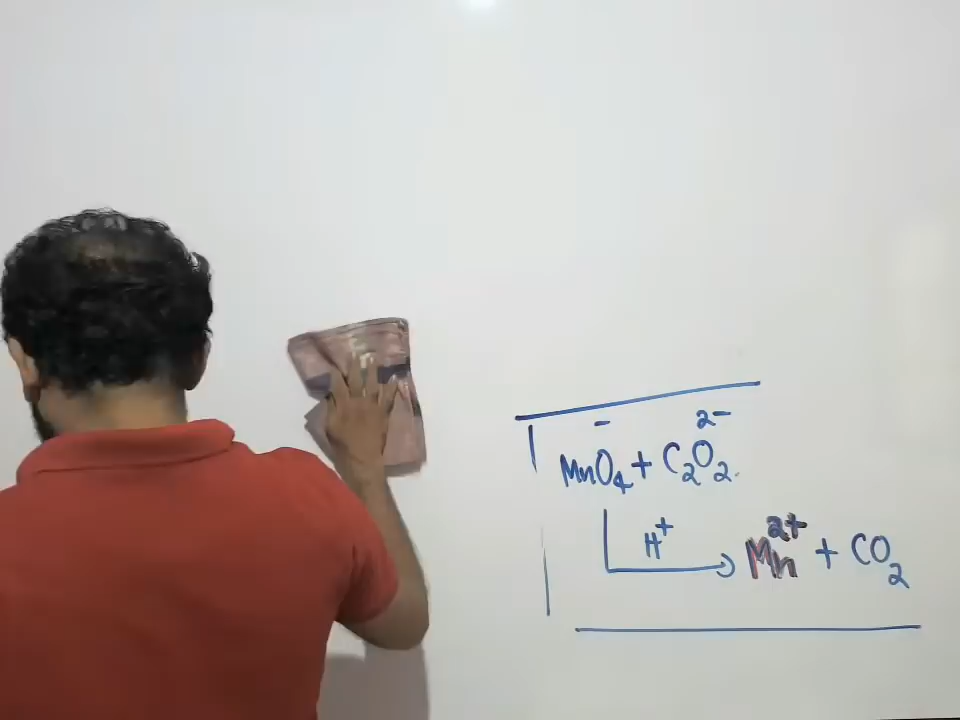 MnO₄⁻ + C₂O₂²⁻
H⁺ → Mn²⁺ + CO₂